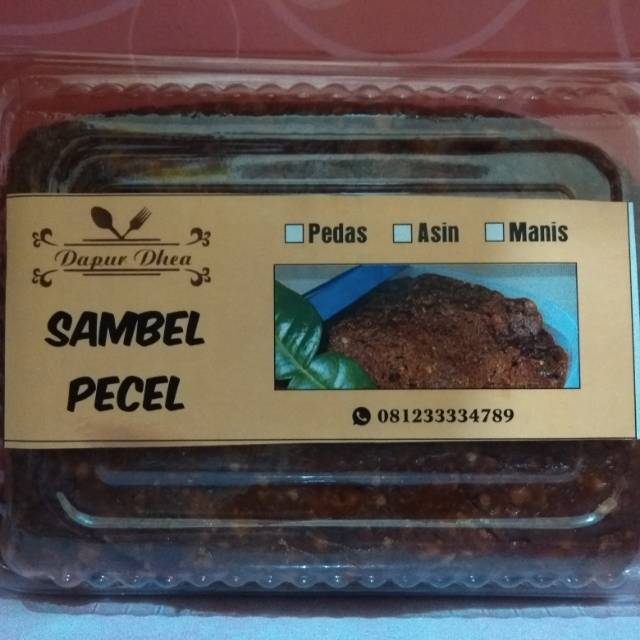 Dapur Dhea
SAMBEL
PECEL
Pedas Asin Manis
081233334789